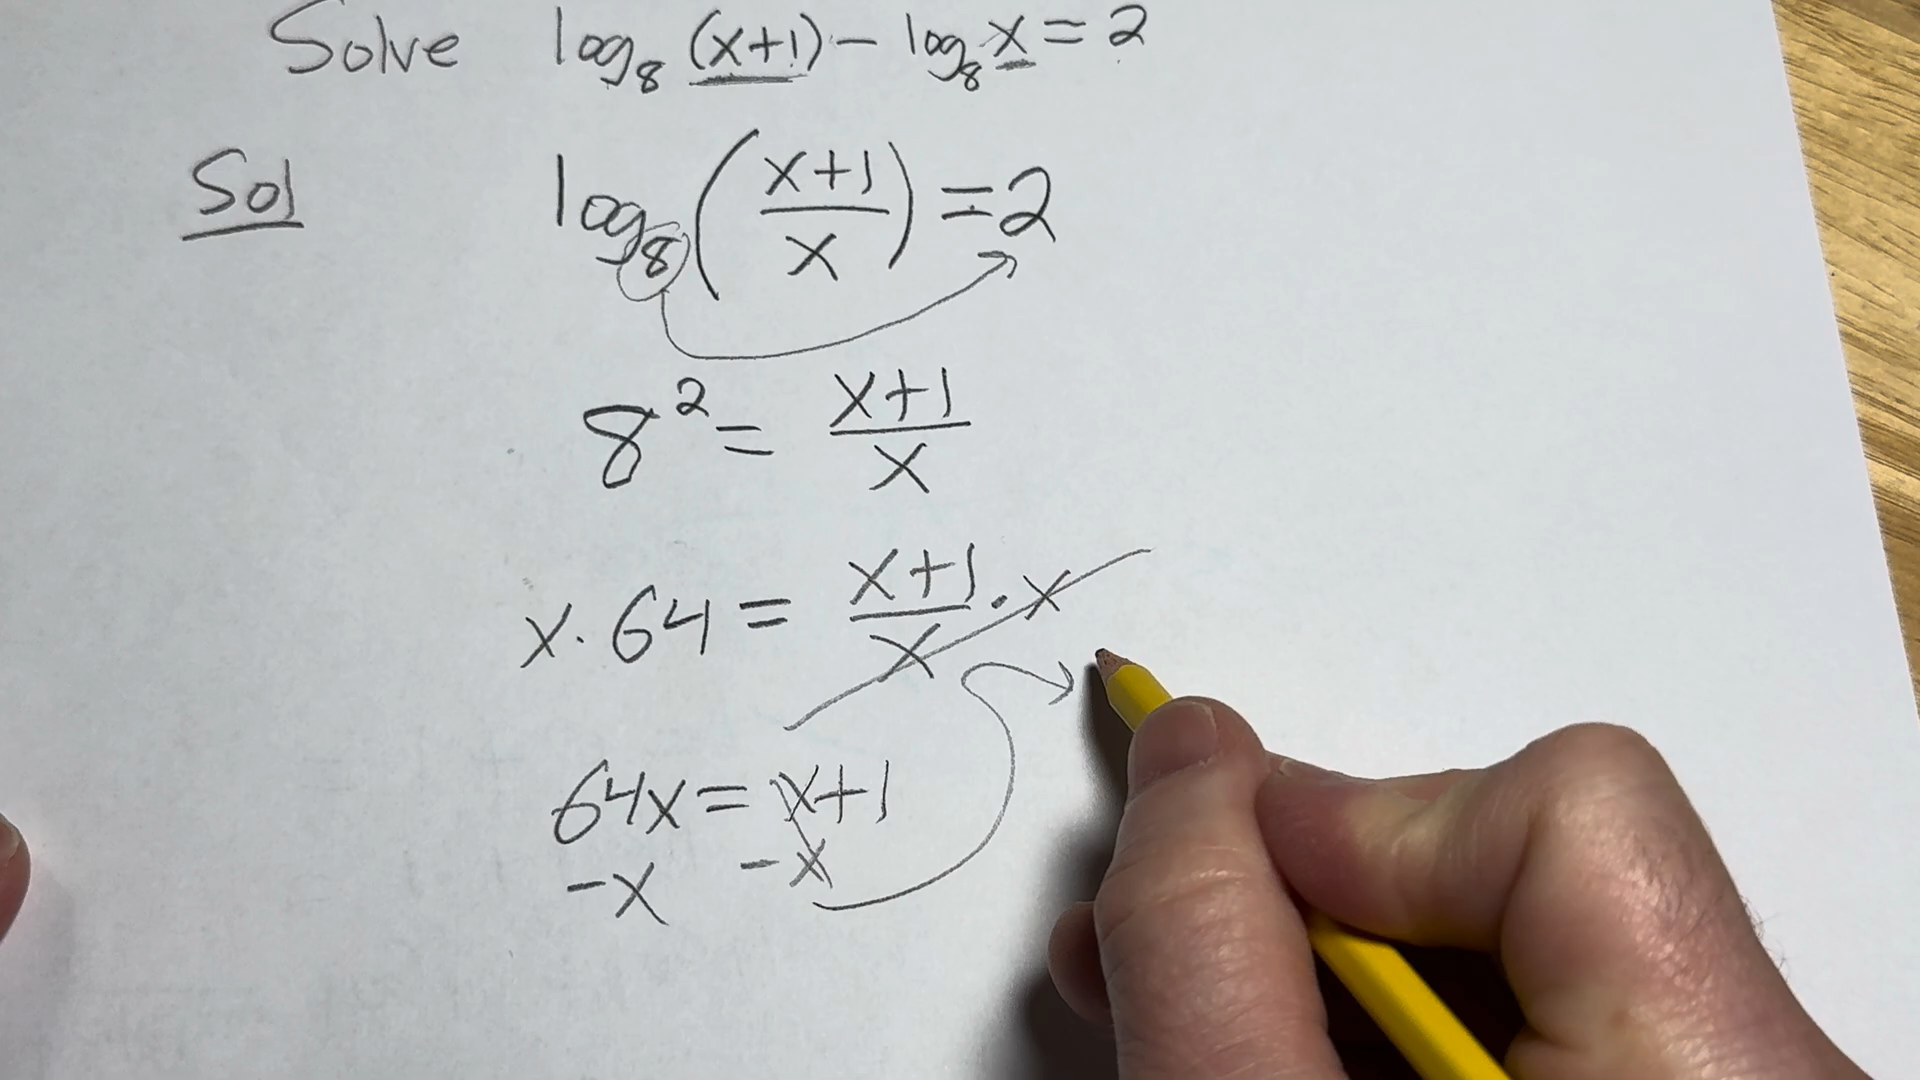 Solve log₈ (x+1) − log₈ x = 2
Sol log₈ ((x+1)/x) = 2
8² = (x+1)/x
x · 64 = (x+1)/x · x
64x = x+1
−x −x